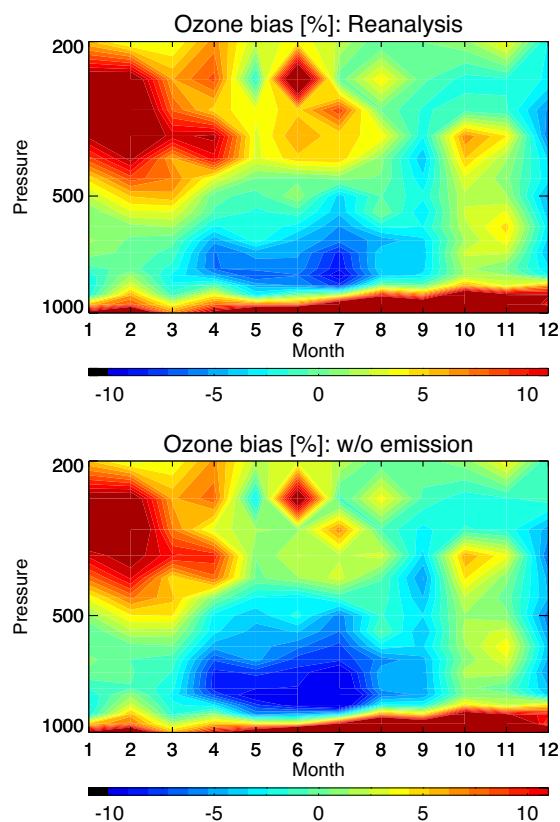 Ozone bias [%]: Reanalysis
200
500
1000
Pressure
1 2 3 4 5 6 7 8 9 10 11 12
Month
-10 -5 0 5 10
Ozone bias [%]: w/o emission
200
500
1000
Pressure
1 2 3 4 5 6 7 8 9 10 11 12
Month
-10 -5 0 5 10